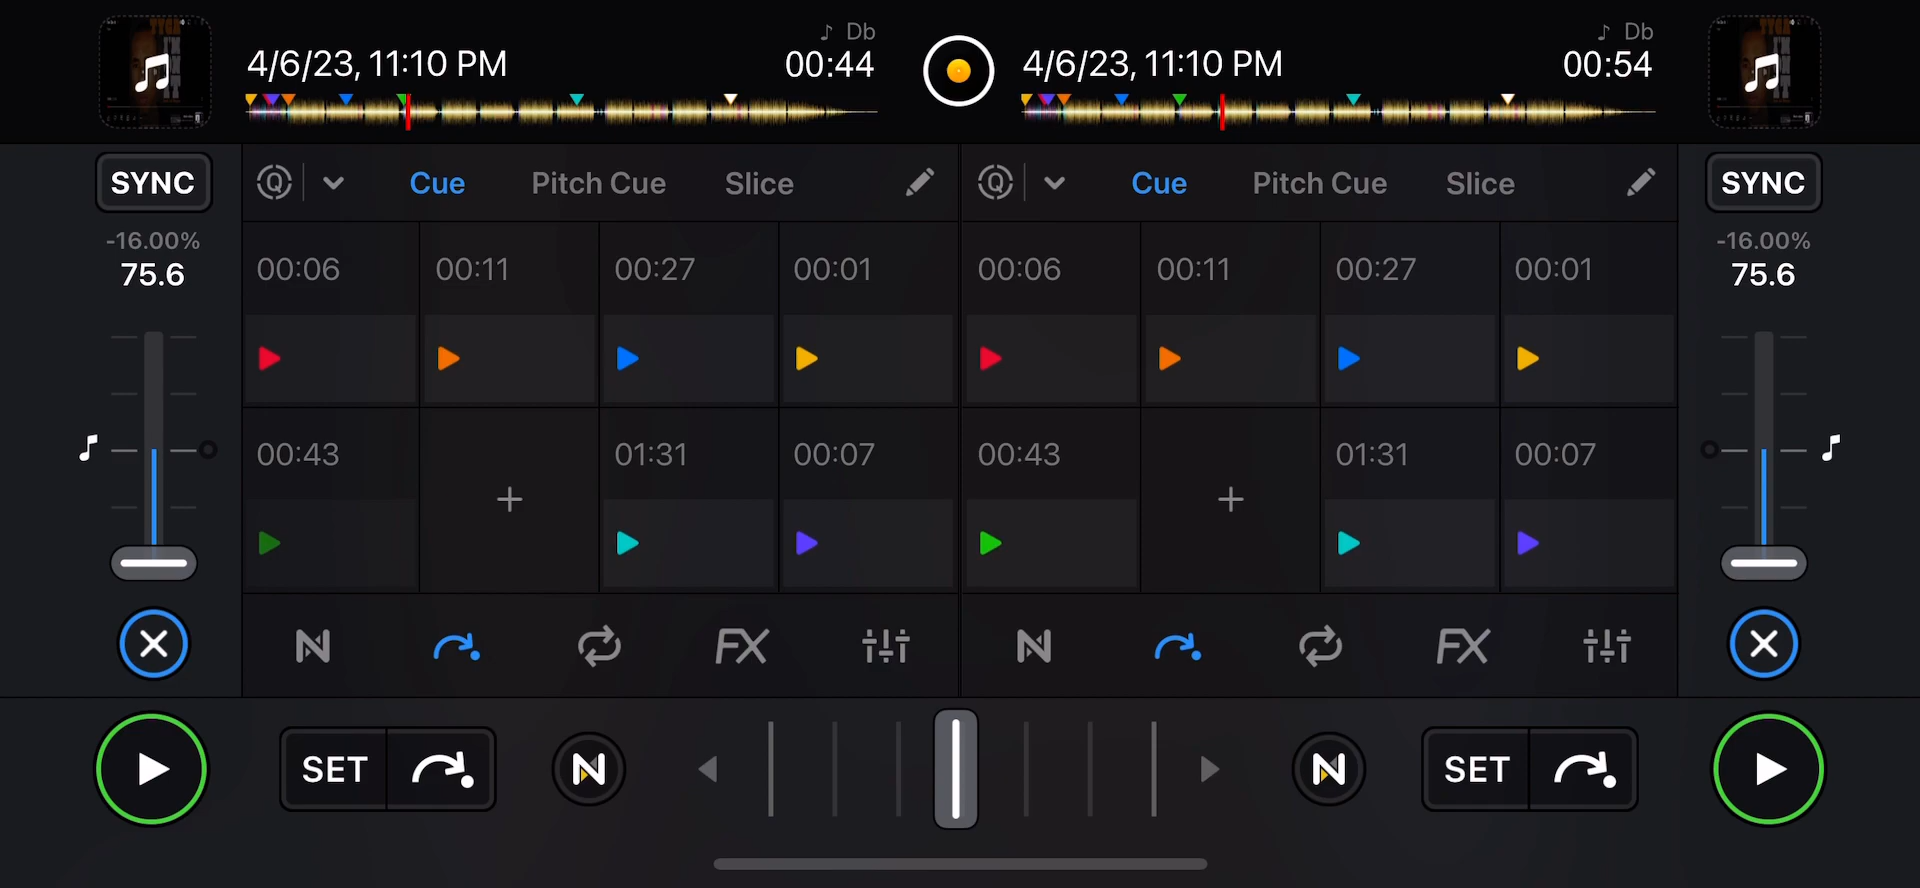 ♪ Db
4/6/23, 11:10 PM 00:44
♪ Db
4/6/23, 11:10 PM 00:54
SYNC
-16.00%
75.6
Q Cue Pitch Cue Slice
00:06 00:11 00:27 00:01
00:43 + 01:31 00:07
N FX
Q Cue Pitch Cue Slice
00:06 00:11 00:27 00:01
00:43 + 01:31 00:07
N FX
SYNC
-16.00%
75.6
SET N
N SET